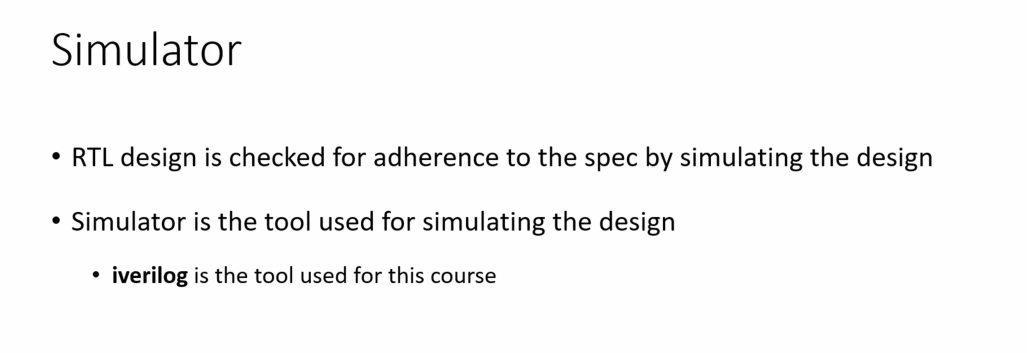 Simulator
• RTL design is checked for adherence to the spec by simulating the design
• Simulator is the tool used for simulating the design
• iverilog is the tool used for this course